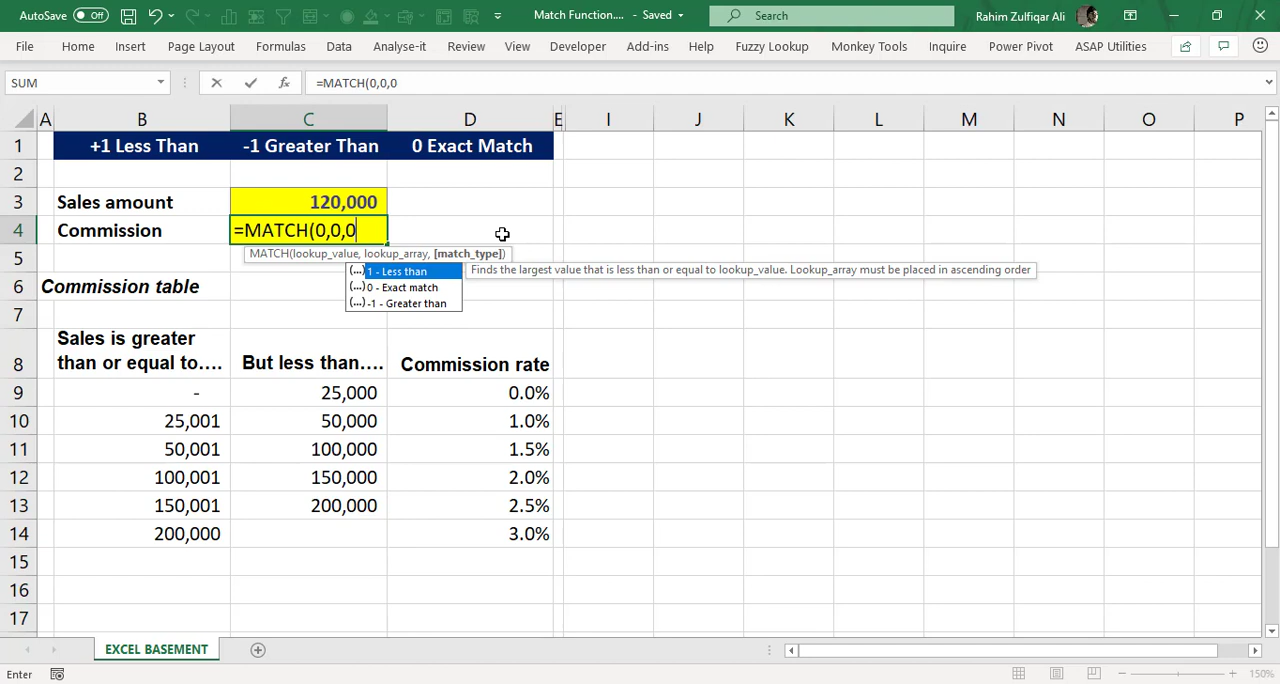 AutoSave Off Match Function.... - Saved Search Rahim Zulfiqar Ali
File Home Insert Page Layout Formulas Data Analyse-it Review View Developer Add-ins Help Fuzzy Lookup Monkey Tools Inquire Power Pivot ASAP Utilities
SUM fx =MATCH(0,0,0
A B C D E I J K L M N O P
1 +1 Less Than -1 Greater Than 0 Exact Match
2
3 Sales amount 120,000
4 Commission =MATCH(0,0,0
5 MATCH(lookup_value, lookup_array, [match_type])
(...) 1 - Less than Finds the largest value that is less than or equal to lookup_value. Lookup_array must be placed in ascending order
6 Commission table (...) 0 - Exact match
(...) -1 - Greater than
7
Sales is greater
8 than or equal to.... But less than.... Commission rate
9 - 25,000 0.0%
10 25,001 50,000 1.0%
11 50,001 100,000 1.5%
12 100,001 150,000 2.0%
13 150,001 200,000 2.5%
14 200,000 3.0%
15
16
17
EXCEL BASEMENT
Enter 150%